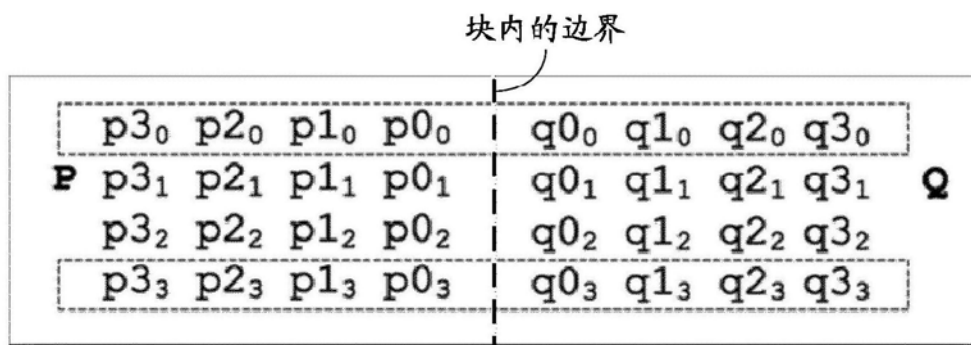 块内的边界
p3₀ p2₀ p1₀ p0₀ q0₀ q1₀ q2₀ q3₀
P p3₁ p2₁ p1₁ p0₁ q0₁ q1₁ q2₁ q3₁ Q
p3₂ p2₂ p1₂ p0₂ q0₂ q1₂ q2₂ q3₂
p3₃ p2₃ p1₃ p0₃ q0₃ q1₃ q2₃ q3₃